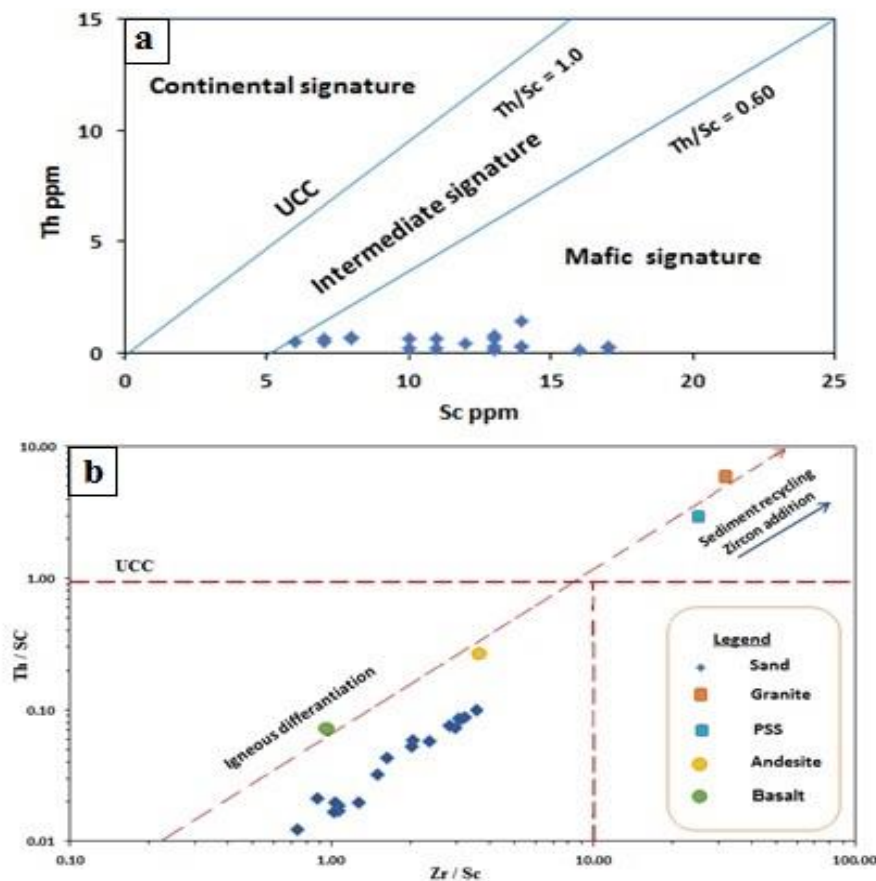 a
15
10
5
0
Th ppm
Continental signature
UCC
Th/Sc = 1.0
Intermediate signature
Th/Sc = 0.60
Mafic signature
0
5
10
15
20
25
Sc ppm
b
10.00
1.00
0.10
0.01
Th / SC
UCC
Sediment recycling
Zircon addition
Igneous differantiation
Legend
Sand
Granite
PSS
Andesite
Basalt
0.10
1.00
10.00
100.00
Zr / Sc